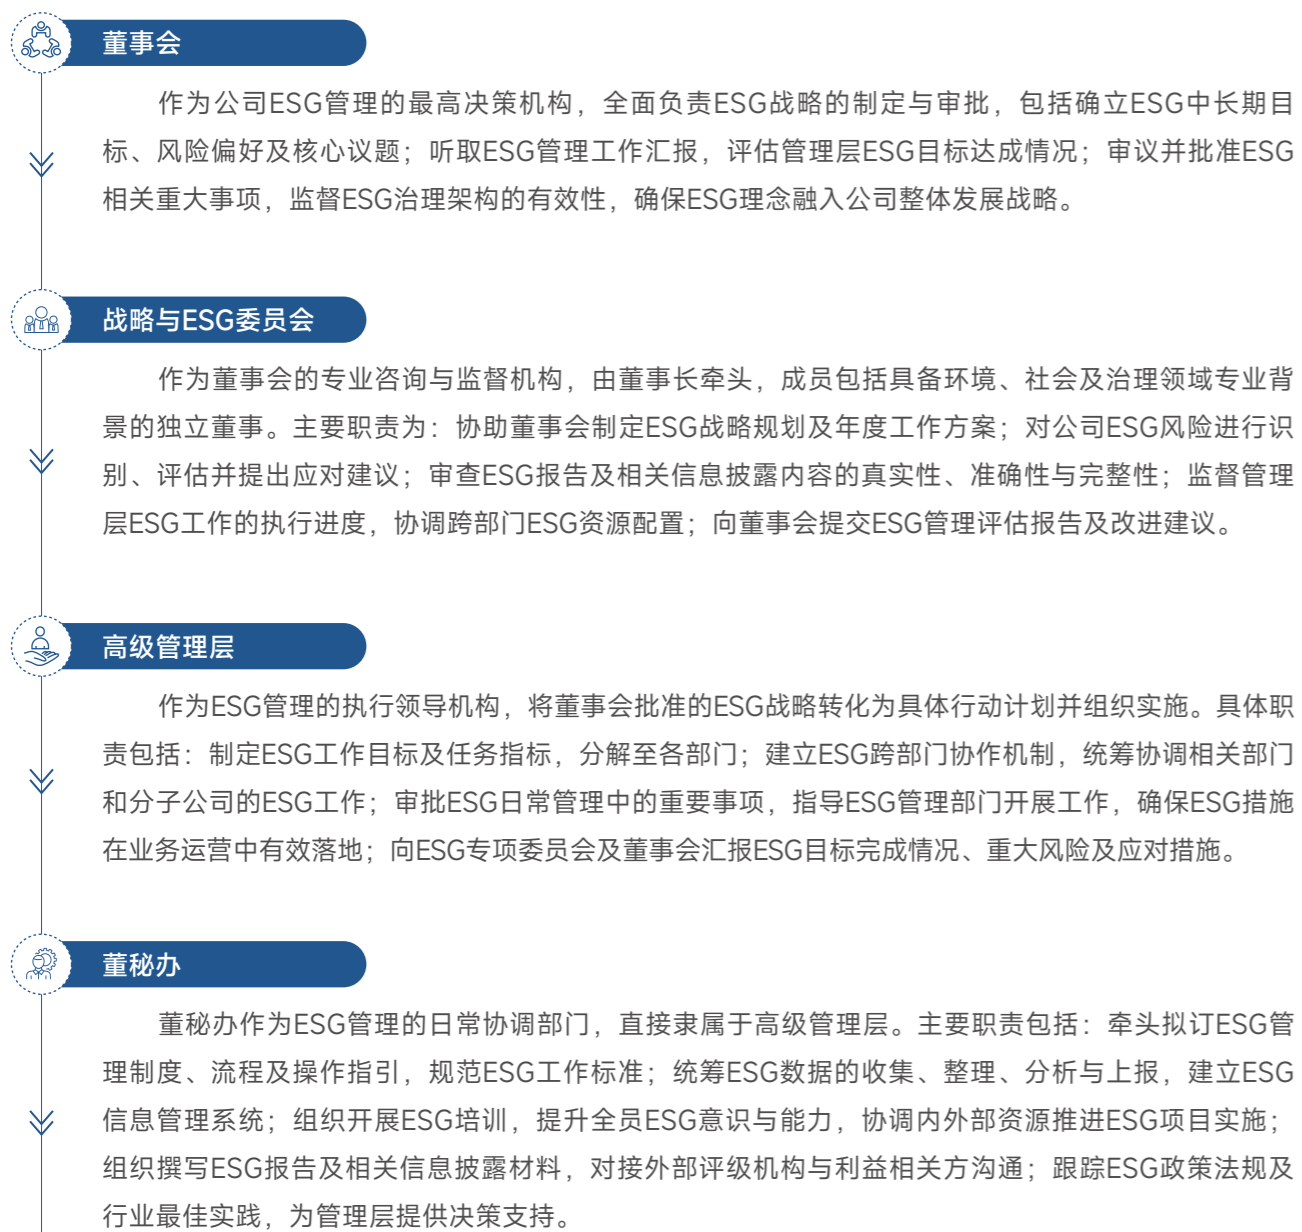 董事会
作为公司ESG管理的最高决策机构，全面负责ESG战略的制定与审批，包括确立ESG中长期目
标、风险偏好及核心议题；听取ESG管理工作汇报，评估管理层ESG目标达成情况；审议并批准ESG
相关重大事项，监督ESG治理架构的有效性，确保ESG理念融入公司整体发展战略。
战略与ESG委员会
作为董事会的专业咨询与监督机构，由董事长牵头，成员包括具备环境、社会及治理领域专业背
景的独立董事。主要职责为：协助董事会制定ESG战略规划及年度工作方案；对公司ESG风险进行识
别、评估并提出应对建议；审查ESG报告及相关信息披露内容的真实性、准确性与完整性；监督管理
层ESG工作的执行进度，协调跨部门ESG资源配置；向董事会提交ESG管理评估报告及改进建议。
高级管理层
作为ESG管理的执行领导机构，将董事会批准的ESG战略转化为具体行动计划并组织实施。具体职
责包括：制定ESG工作目标及任务指标，分解至各部门；建立ESG跨部门协作机制，统筹协调相关部门
和分子公司的ESG工作；审批ESG日常管理中的重要事项，指导ESG管理部门开展工作，确保ESG措施
在业务运营中有效落地；向ESG专项委员会及董事会汇报ESG目标完成情况、重大风险及应对措施。
董秘办
董秘办作为ESG管理的日常协调部门，直接隶属于高级管理层。主要职责包括：牵头拟订ESG管
理制度、流程及操作指引，规范ESG工作标准；统筹ESG数据的收集、整理、分析与上报，建立ESG
信息管理系统；组织开展ESG培训，提升全员ESG意识与能力，协调内外部资源推进ESG项目实施；
组织撰写ESG报告及相关信息披露材料，对接外部评级机构与利益相关方沟通；跟踪ESG政策法规及
行业最佳实践，为管理层提供决策支持。